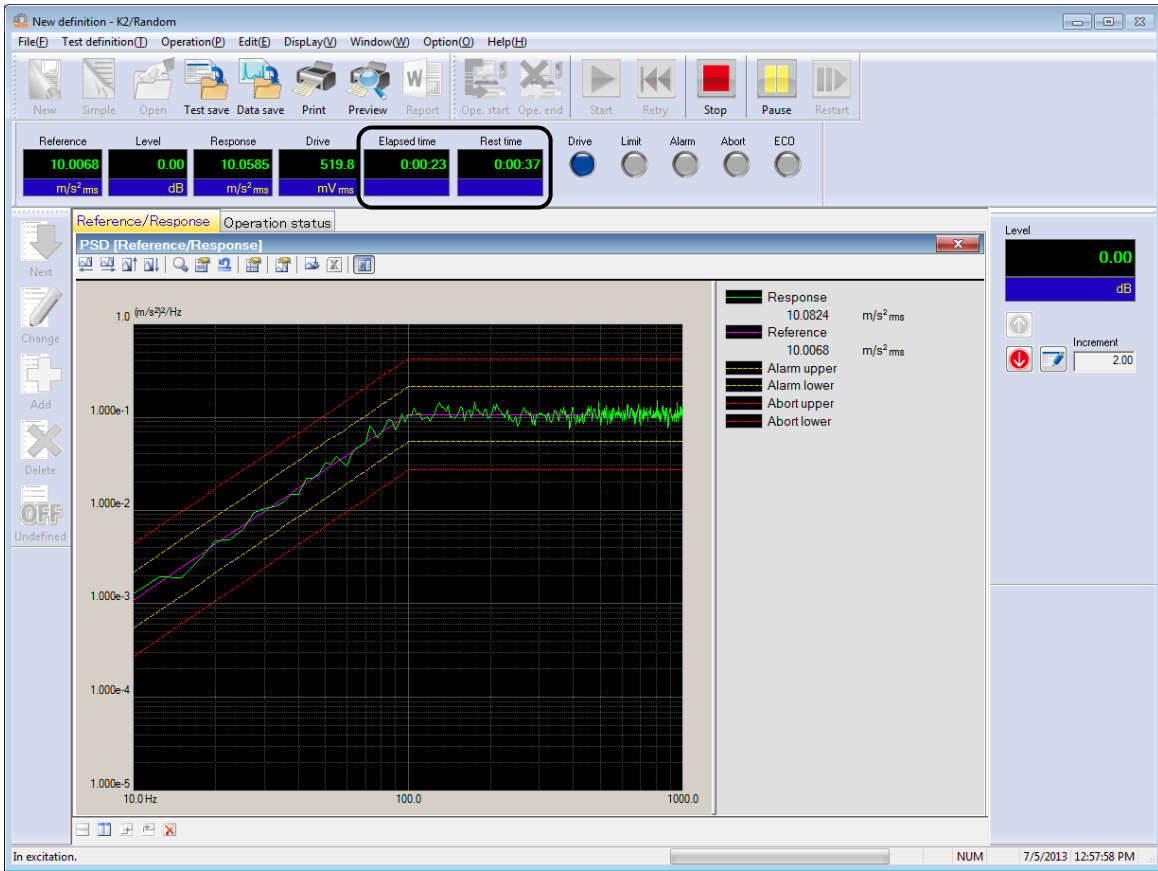 New definition - K2/Random
File(F) Test definition(T) Operation(P) Edit(E) DispLay(V) Window(W) Option(O) Help(H)
New Simple Open Test save Data save Print Preview Report Ope. start Ope. end Start Retry Stop Pause Restart
Reference Level Response Drive Elapsed time Rest time Drive Limit Alarm Abort ECO
10.0068 0.00 10.0585 519.8 0:00:23 0:00:37
m/s² rms dB m/s² rms mV rms
Next
Change
Add
Delete
OFF
Undefined
Reference/Response Operation status
PSD [Reference/Response]
1.0 (m/s²)²/Hz
1.000e-1
1.000e-2
1.000e-3
1.000e-4
1.000e-5
10.0 Hz 100.0 1000.0
Response
10.0824 m/s² rms
Reference
10.0068 m/s² rms
Alarm upper
Alarm lower
Abort upper
Abort lower
Level
0.00
dB
Increment
2.00
In excitation. NUM 7/5/2013 12:57:58 PM